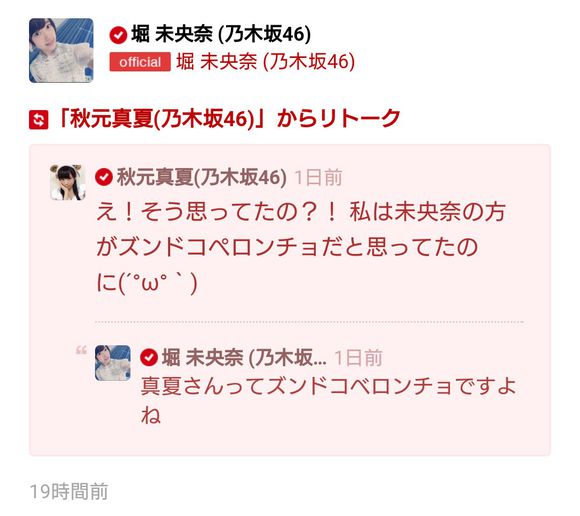 堀 未央奈 (乃木坂46)
official 堀 未央奈 (乃木坂46)
「秋元真夏(乃木坂46)」からリトーク
秋元真夏(乃木坂46) 1日前
え！そう思ってたの？！ 私は未央奈の方
がズンドコペロンチョだと思ってたの
に(´°ω°｀)
堀 未央奈 (乃木坂... 1日前
真夏さんってズンドコベロンチョですよ
ね
19時間前